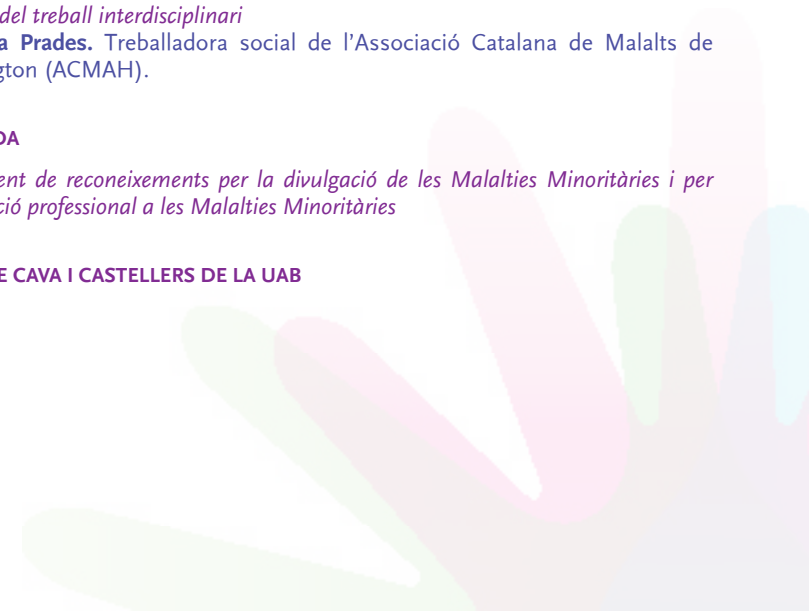 del treball interdisciplinari
a Prades. Treballadora social de l’Associació Catalana de Malalts de
gton (ACMAH).
DA
ent de reconeixements per la divulgació de les Malalties Minoritàries i per
ció professional a les Malalties Minoritàries
E CAVA I CASTELLERS DE LA UAB